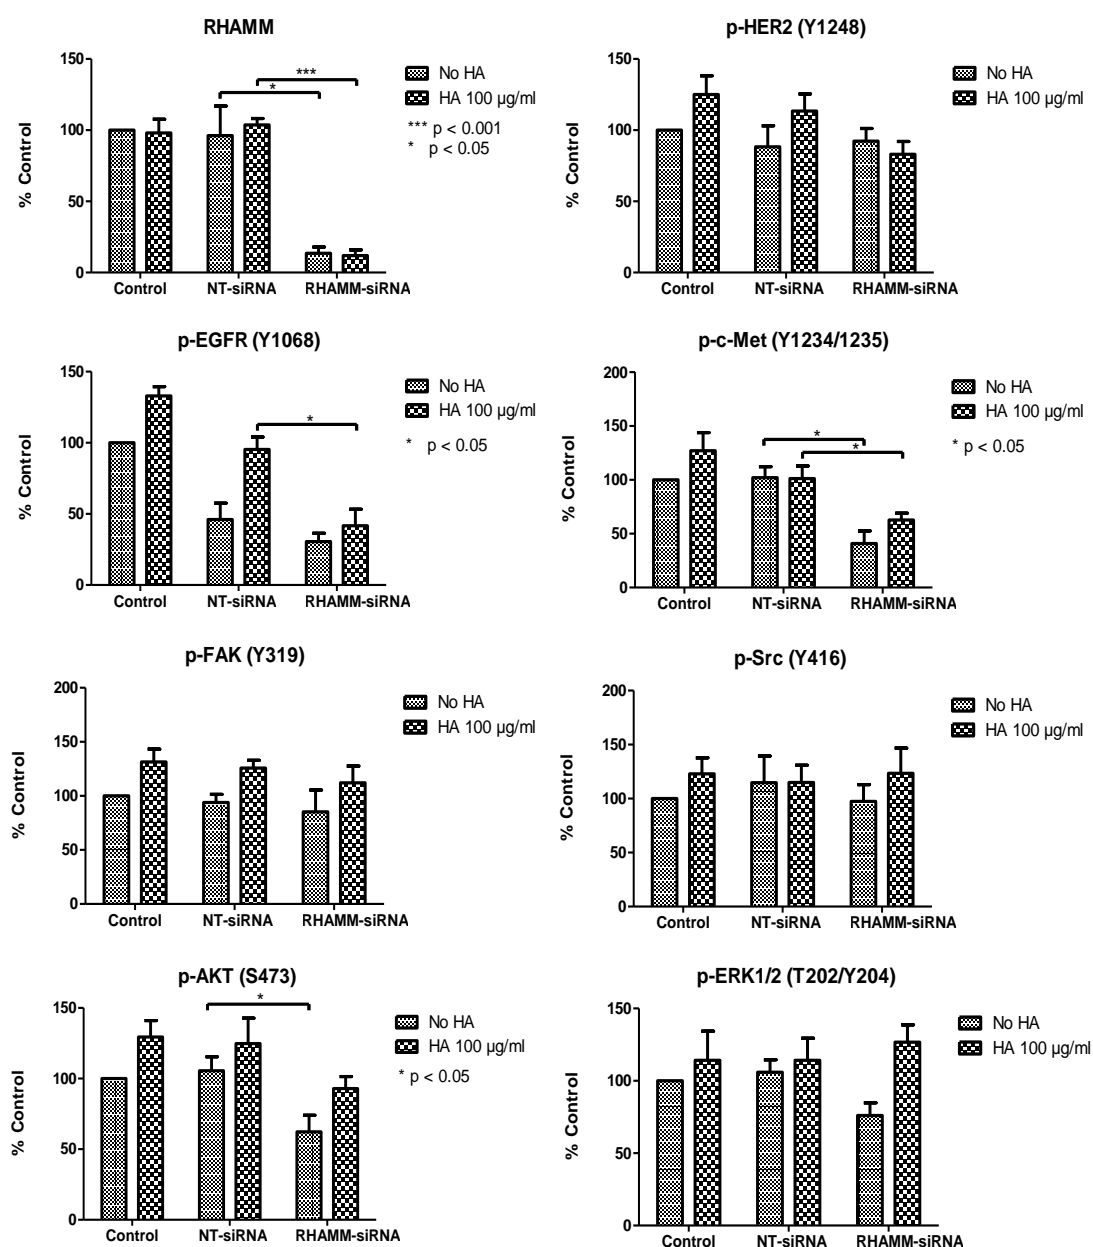 RHAMM
150
100
50
0
% Control
***
*
No HA
HA 100 µg/ml
*** p < 0.001
* p < 0.05
Control NT-siRNA RHAMM-siRNA
p-HER2 (Y1248)
150
100
50
0
% Control
No HA
HA 100 µg/ml
Control NT-siRNA RHAMM-siRNA
p-EGFR (Y1068)
150
100
50
0
% Control
*
No HA
HA 100 µg/ml
* p < 0.05
Control NT-siRNA RHAMM-siRNA
p-c-Met (Y1234/1235)
200
150
100
50
0
% Control
*
*
No HA
HA 100 µg/ml
* p < 0.05
Control NT-siRNA RHAMM-siRNA
p-FAK (Y319)
200
150
100
50
0
% Control
No HA
HA 100 µg/ml
Control NT-siRNA RHAMM-siRNA
p-Src (Y416)
200
150
100
50
0
% Control
No HA
HA 100 µg/ml
Control NT-siRNA RHAMM-siRNA
p-AKT (S473)
150
100
50
0
% Control
*
No HA
HA 100 µg/ml
* p < 0.05
Control NT-siRNA RHAMM-siRNA
p-ERK1/2 (T202/Y204)
150
100
50
0
% Control
No HA
HA 100 µg/ml
Control NT-siRNA RHAMM-siRNA